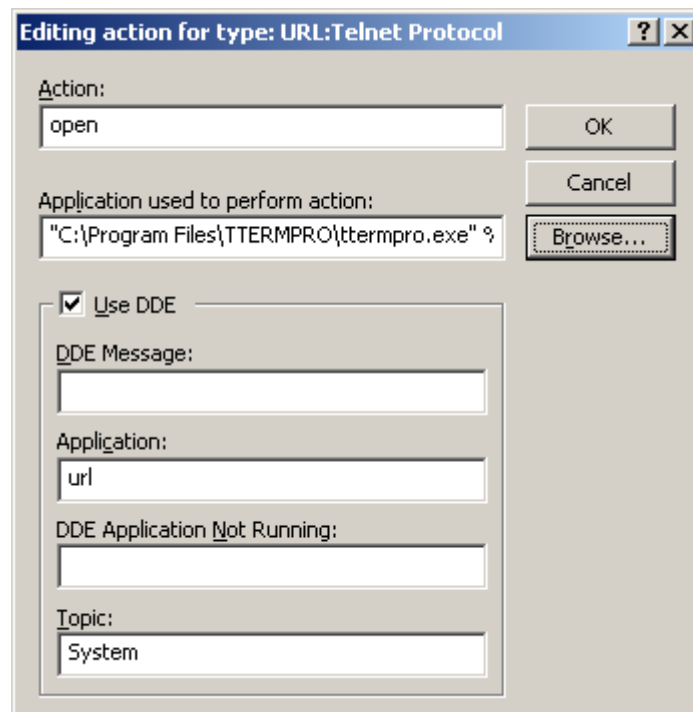 Editing action for type: URL:Telnet Protocol
Action:
open
OK
Cancel
Application used to perform action:
"C:\Program Files\TTERMPRO\ttermpro.exe" %
Browse...
Use DDE
DDE Message:
Application:
url
DDE Application Not Running:
Topic:
System